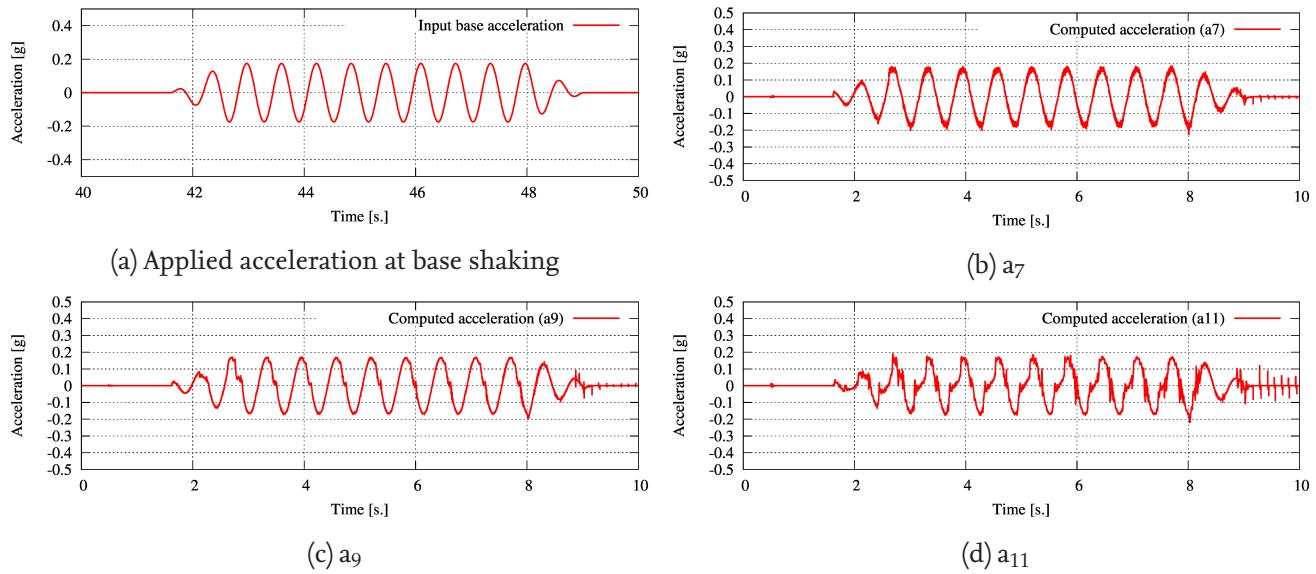 Input base acceleration
Acceleration [g]
0.4
0.2
0
-0.2
0.4
40 42 44 46 48 50
Time [s.]
(a) Applied acceleration at base shaking
Computed acceleration (a7)
Acceleration [g]
0.5
0.4
0.3
0.2
0.1
0
-0.1
-0.2
-0.3
-0.4
-0.5
0 2 4 6 8 10
Time [s.]
(b) a7
Computed acceleration (a9)
Acceleration [g]
0.5
0.4
0.3
0.2
0.1
0
-0.1
-0.2
-0.3
-0.4
-0.5
0 2 4 6 8 10
Time [s.]
(c) a9
Computed acceleration (a11)
Acceleration [g]
0.5
0.4
0.3
0.2
0.1
0
-0.1
-0.2
-0.3
-0.4
-0.5
0 2 4 6 8 10
Time [s.]
(d) a11